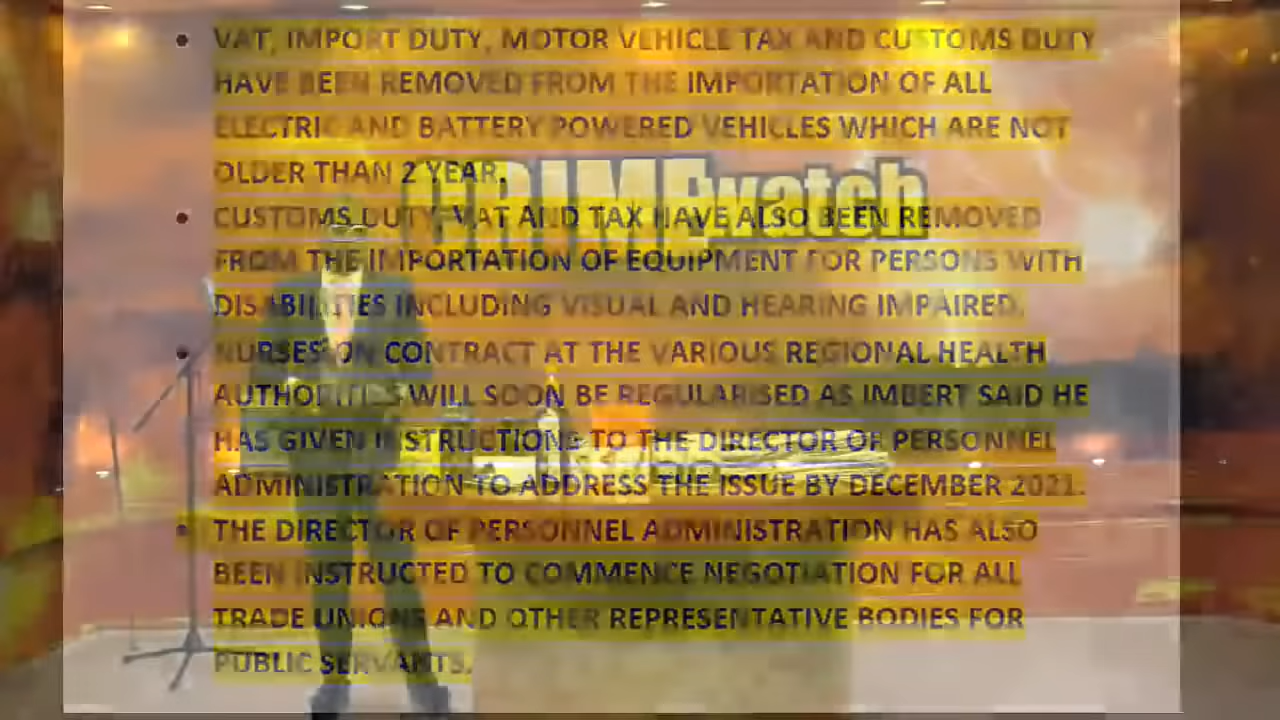 • VAT, IMPORT DUTY, MOTOR VEHICLE TAX AND CUSTOMS DUTY
HAVE BEEN REMOVED FROM THE IMPORTATION OF ALL
ELECTRIC AND BATTERY POWERED VEHICLES WHICH ARE NOT
OLDER THAN 2 YEAR.
CRIMEwatch
• CUSTOMS DUTY, VAT AND TAX HAVE ALSO BEEN REMOVED
FROM THE IMPORTATION OF EQUIPMENT FOR PERSONS WITH
DISABILITIES INCLUDING VISUAL AND HEARING IMPAIRED.
• NURSES ON CONTRACT AT THE VARIOUS REGIONAL HEALTH
AUTHORITIES WILL SOON BE REGULARISED AS IMBERT SAID HE
HAS GIVEN INSTRUCTIONS TO THE DIRECTOR OF PERSONNEL
ADMINISTRATION TO ADDRESS THE ISSUE BY DECEMBER 2021.
• THE DIRECTOR OF PERSONNEL ADMINISTRATION HAS ALSO
BEEN INSTRUCTED TO COMMENCE NEGOTIATION FOR ALL
TRADE UNIONS AND OTHER REPRESENTATIVE BODIES FOR
PUBLIC SERVANTS.